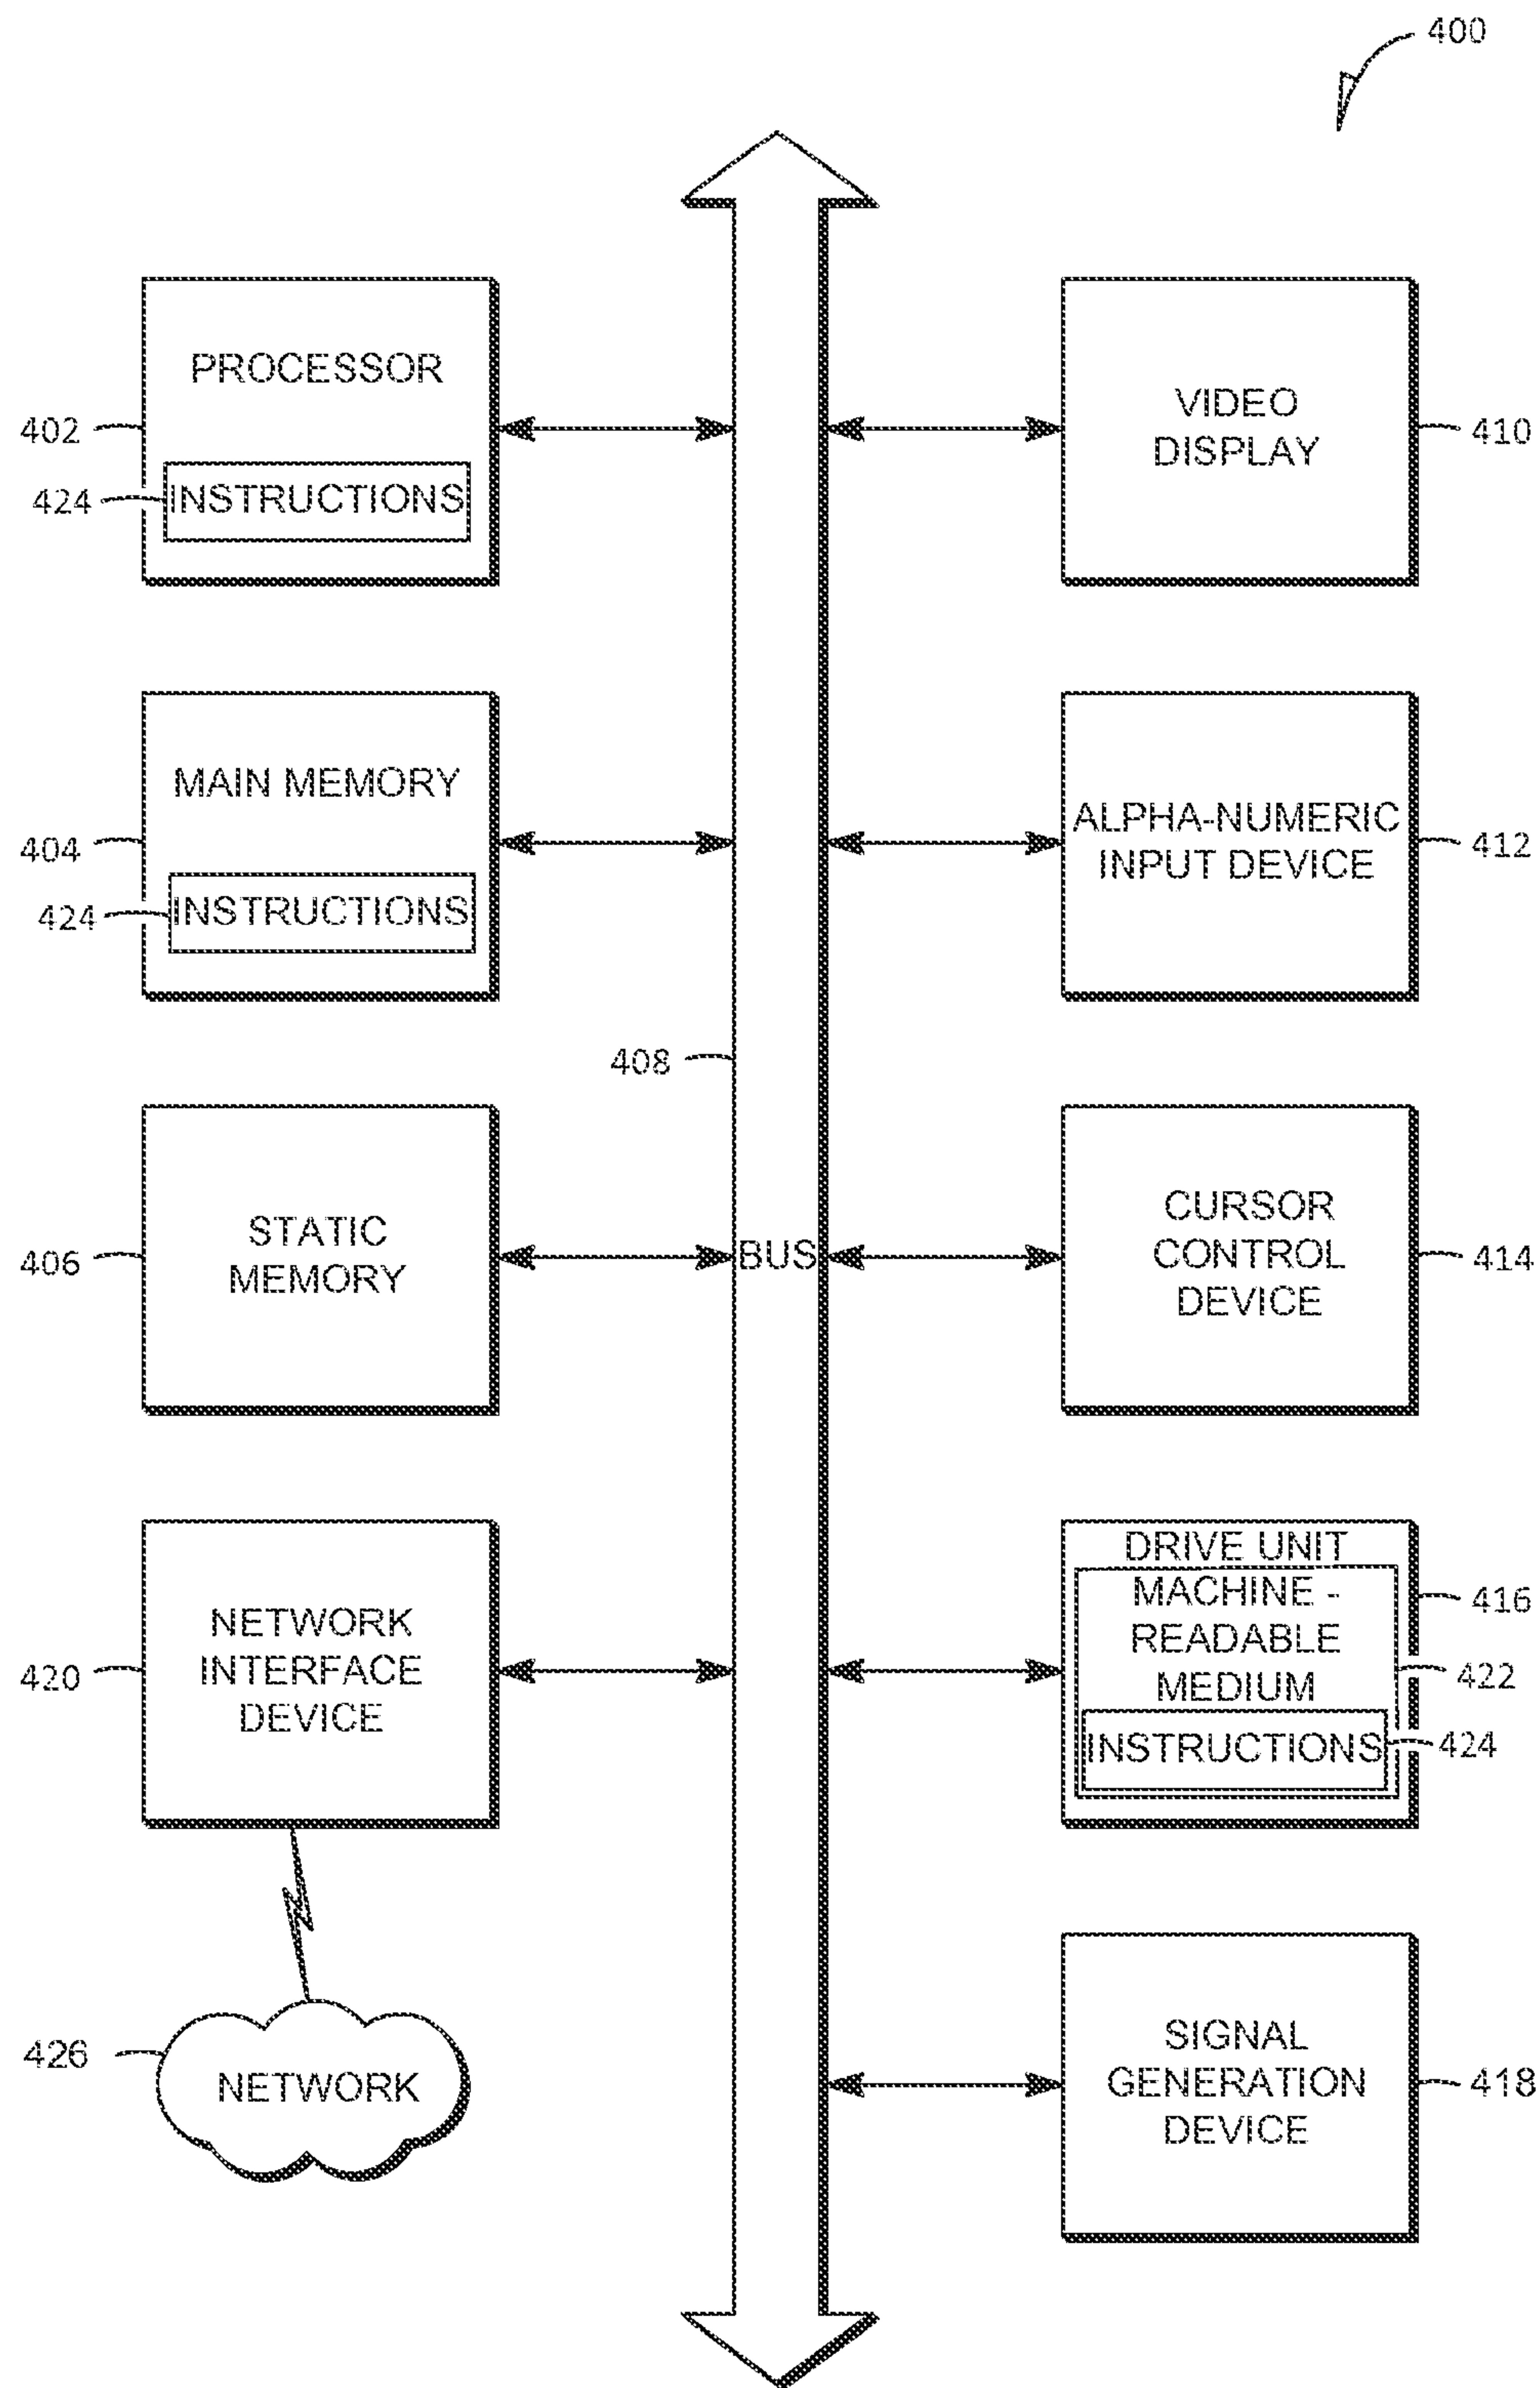 400
PROCESSOR
402
424
INSTRUCTIONS
VIDEO
DISPLAY
410
MAIN MEMORY
404
424
INSTRUCTIONS
ALPHA-NUMERIC
INPUT DEVICE
412
408
STATIC
MEMORY
406
BUS
CURSOR
CONTROL
DEVICE
414
NETWORK
INTERFACE
DEVICE
420
DRIVE UNIT
416
MACHINE -
READABLE
MEDIUM
422
INSTRUCTIONS
424
426
NETWORK
SIGNAL
GENERATION
DEVICE
418